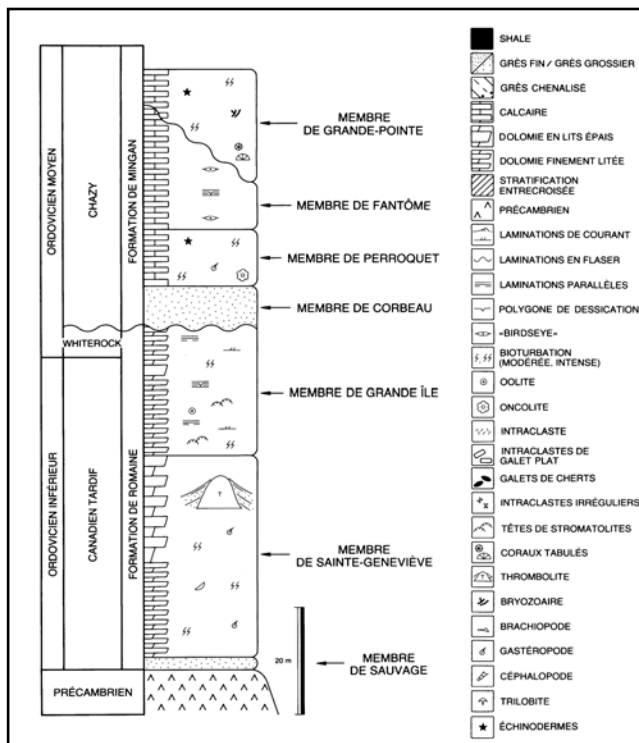 ORDOVICIEN MOYEN
CHAZY
FORMATION DE MINGAN
MEMBRE
DE GRANDE-POINTE
MEMBRE DE FANTÔME
MEMBRE DE PERROQUET
MEMBRE DE CORBEAU
WHITEROCK
MEMBRE DE GRANDE ÎLE
ORDOVICIEN INFÉRIEUR
CANADIEN TARDIF
FORMATION DE ROMAINE
T
MEMBRE
DE SAINTE-GENEVIÈVE
20 m
MEMBRE
DE SAUVAGE
PRÉCAMBRIEN
SHALE
GRÈS FIN / GRÈS GROSSIER
GRÈS CHENALISÉ
CALCAIRE
DOLOMIE EN LITS ÉPAIS
DOLOMIE FINEMENT LITÉE
STRATIFICATION
ENTRECROISÉE
PRÉCAMBRIEN
LAMINATIONS DE COURANT
LAMINATIONS EN FLASER
LAMINATIONS PARALLÈLES
POLYGONE DE DESSICATION
«BIRDSEYE»
BIOTURBATION
(MODÉRÉE, INTENSE)
OOLITE
ONCOLITE
INTRACLASTE
INTRACLASTES DE
GALET PLAT
GALETS DE CHERTS
INTRACLASTES IRRÉGULIERS
TÊTES DE STROMATOLITES
CORAUX TABULÉS
THROMBOLITE
BRYOZOAIRE
BRACHIOPODE
GASTÉROPODE
CÉPHALOPODE
TRILOBITE
ÉCHINODERMES